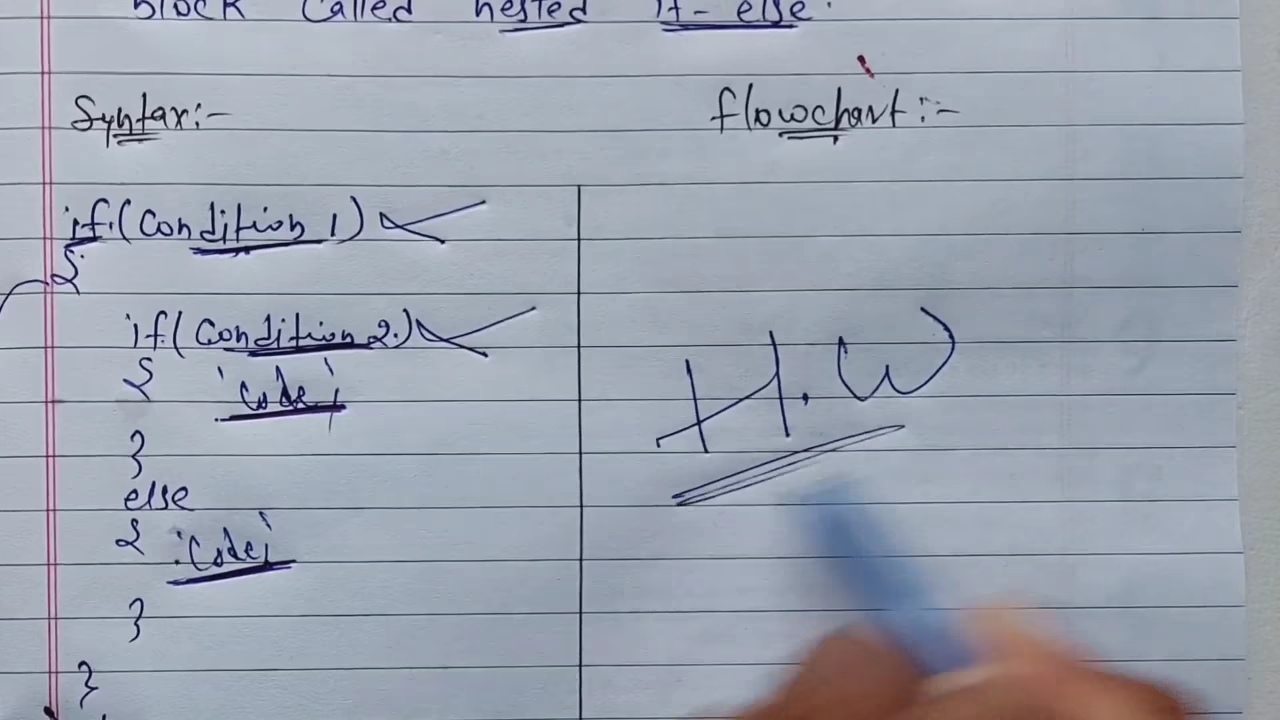 block called nested if-else.
Syntax:-
flowchart:-
if(Condition 1)
{
if(Condition 2.)
{ 'Code;'
}
else
{ 'Code;'
}
}
H.W